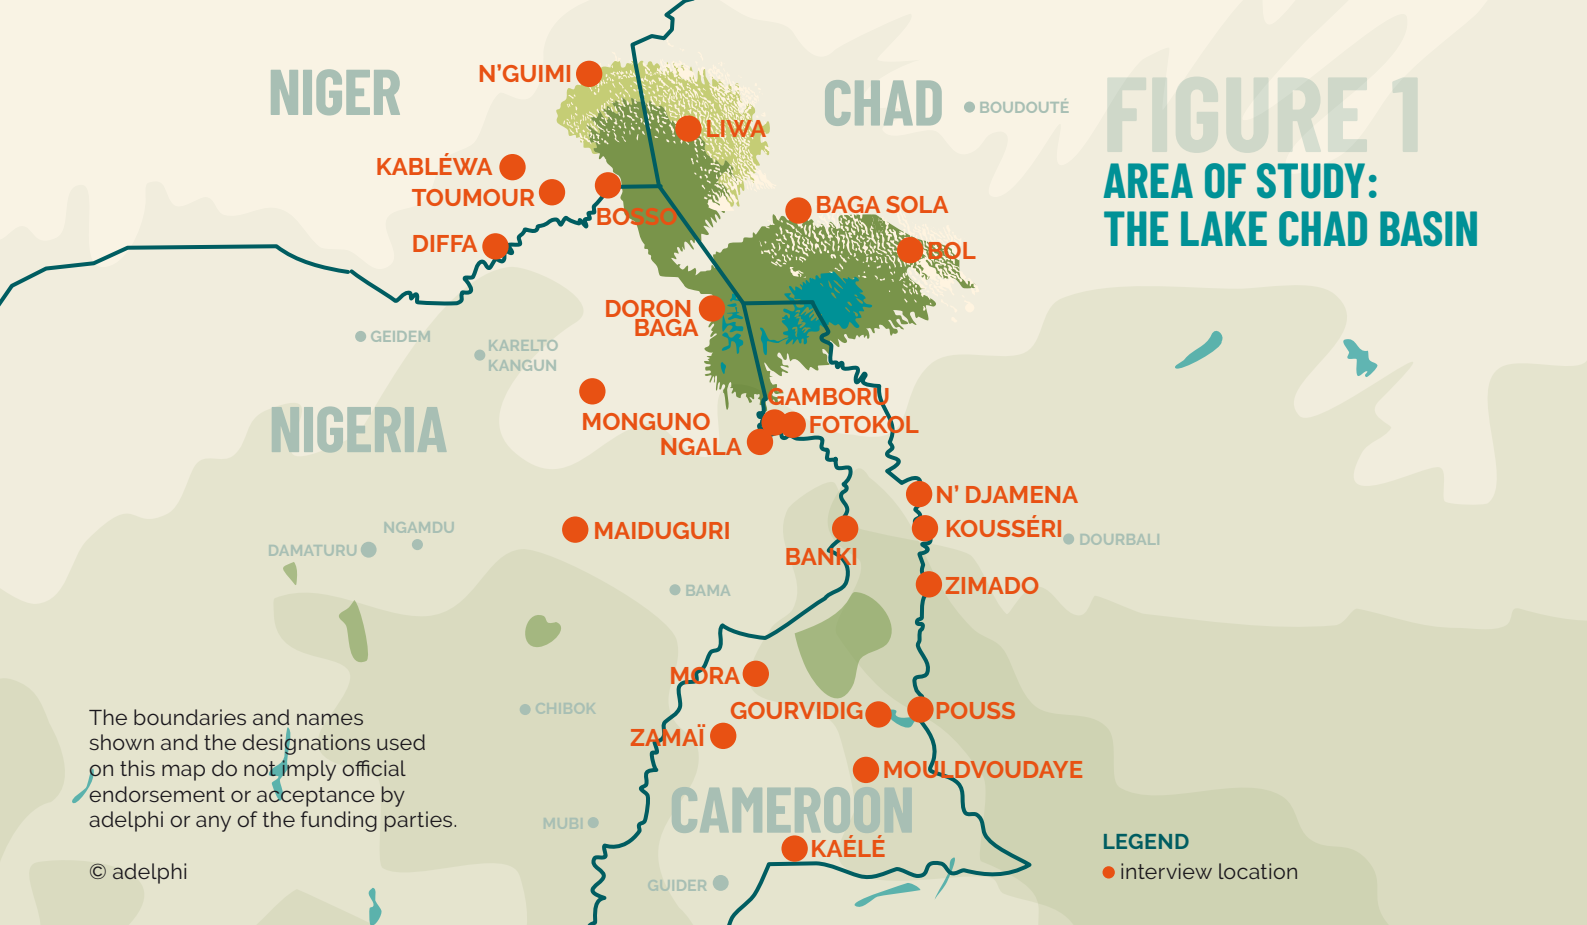 FIGURE 1
AREA OF STUDY:
THE LAKE CHAD BASIN
NIGER
CHAD
BOUDOUTÉ
N'GUIMI
LIWA
KABLÉWA
TOUMOUR
BOSSO
BAGA SOLA
DIFFA
BOL
DORON
BAGA
GEIDEM
KARELTO
KANGUN
NIGERIA
MONGUNO
GAMBORU
FOTOKOL
NGALA
N' DJAMENA
MAIDUGURI
KOUSSÉRI
NGAMDU
DAMATURU
DOURBALI
BANKI
BAMA
ZIMADO
MORA
CHIBOK
GOURVIDIG
POUSS
ZAMAÏ
MOULDVOUDAYE
CAMEROON
MUBI
KAÉLÉ
GUIDER
The boundaries and names
shown and the designations used
on this map do not imply official
endorsement or acceptance by
adelphi or any of the funding parties.
© adelphi
LEGEND
interview location